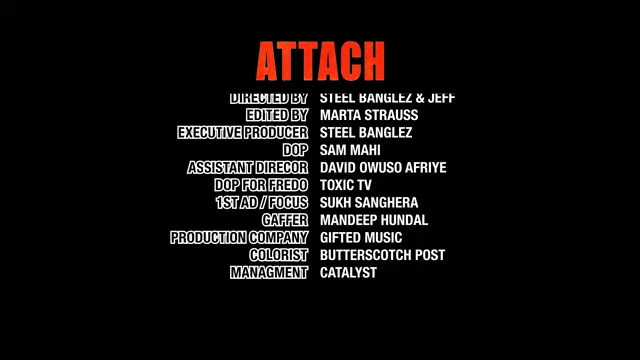 ATTACH
DIRECTED BY STEEL BANGLEZ & JEFF
EDITED BY MARTA STRAUSS
EXECUTIVE PRODUCER STEEL BANGLEZ
DOP SAM MAHI
ASSISTANT DIRECOR DAVID OWUSO AFRIYE
DOP FOR FREDO TOXIC TV
1ST AD / FOCUS SUKH SANGHERA
GAFFER MANDEEP HUNDAL
PRODUCTION COMPANY GIFTED MUSIC
COLORIST BUTTERSCOTCH POST
MANAGMENT CATALYST